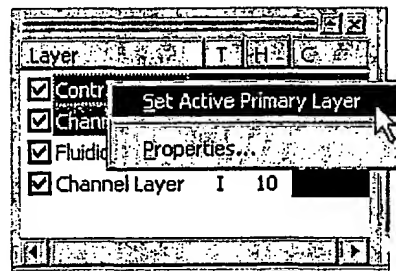 Layer T H C
Contr
Set Active Primary Layer
Chann
Fluidic
Properties...
Channel Layer I 10